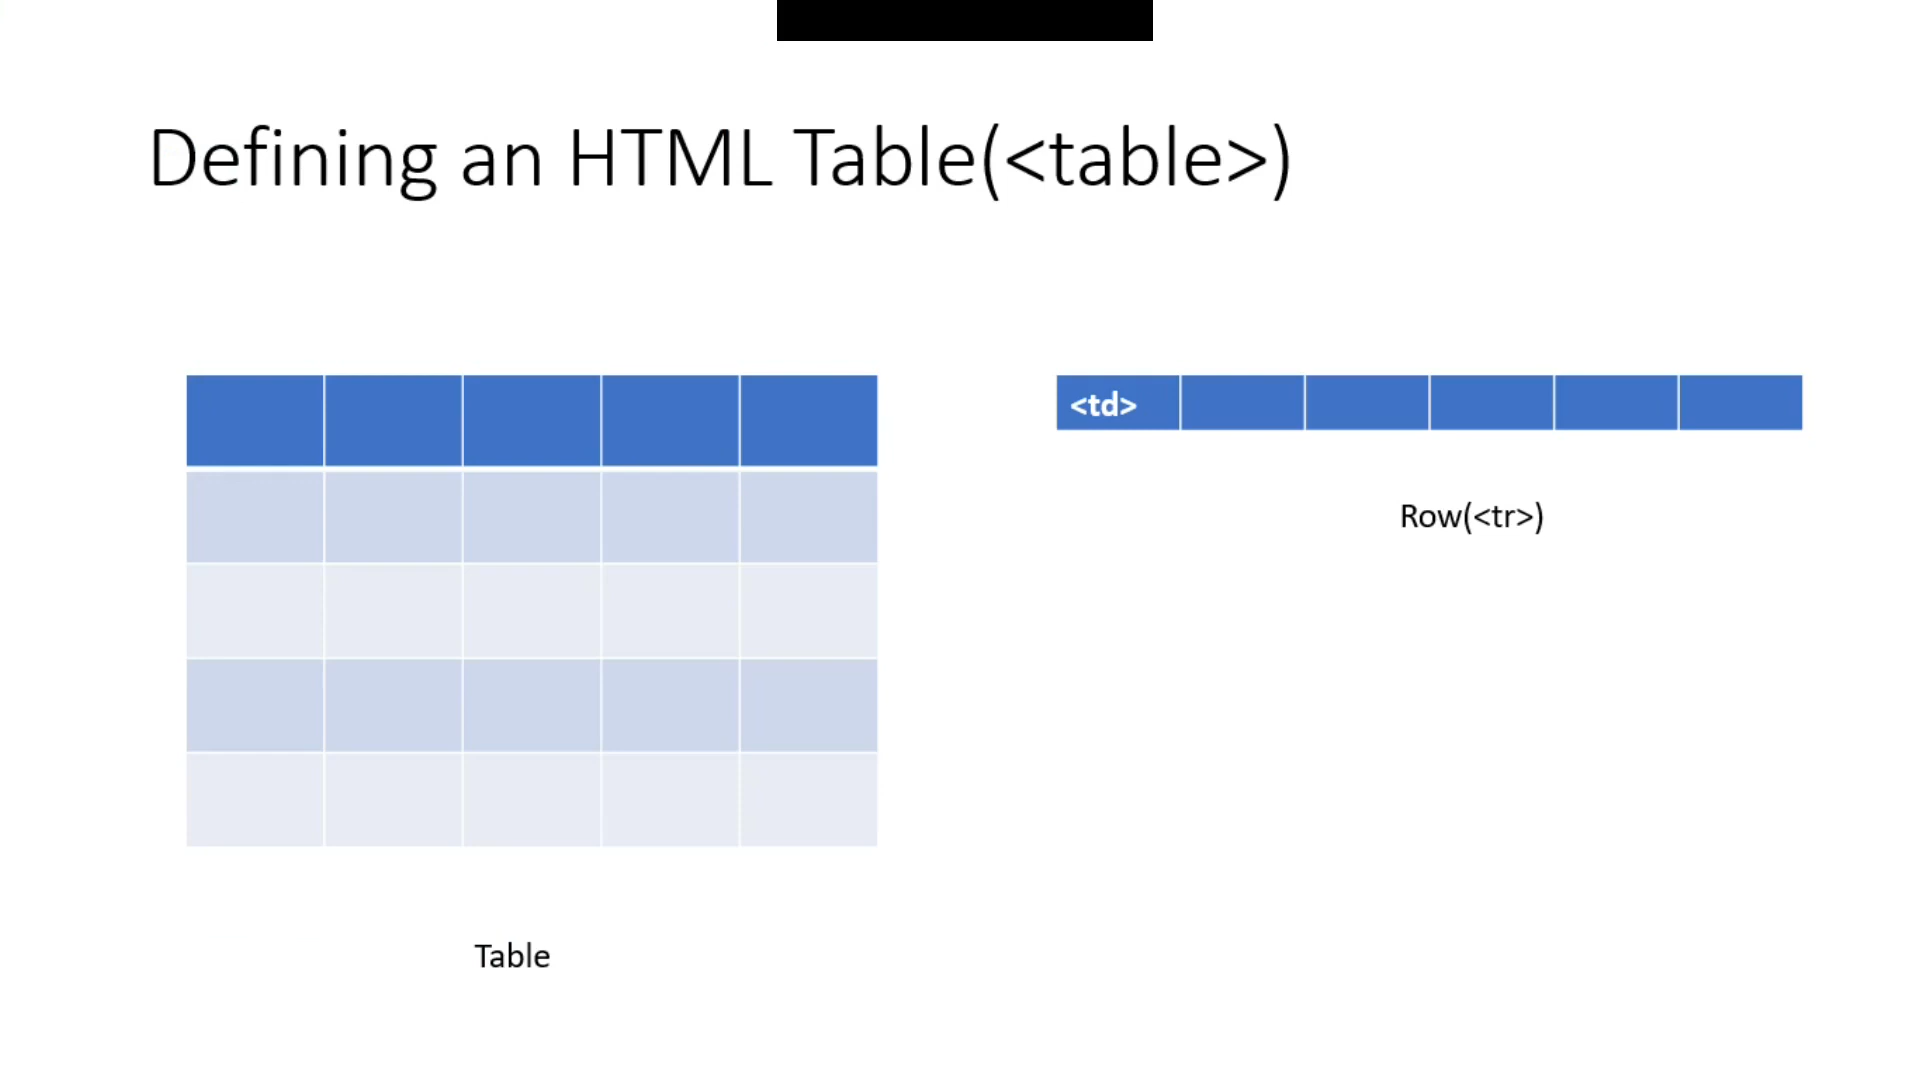 Defining an HTML Table(<table>)
<td>
Row(<tr>)
Table